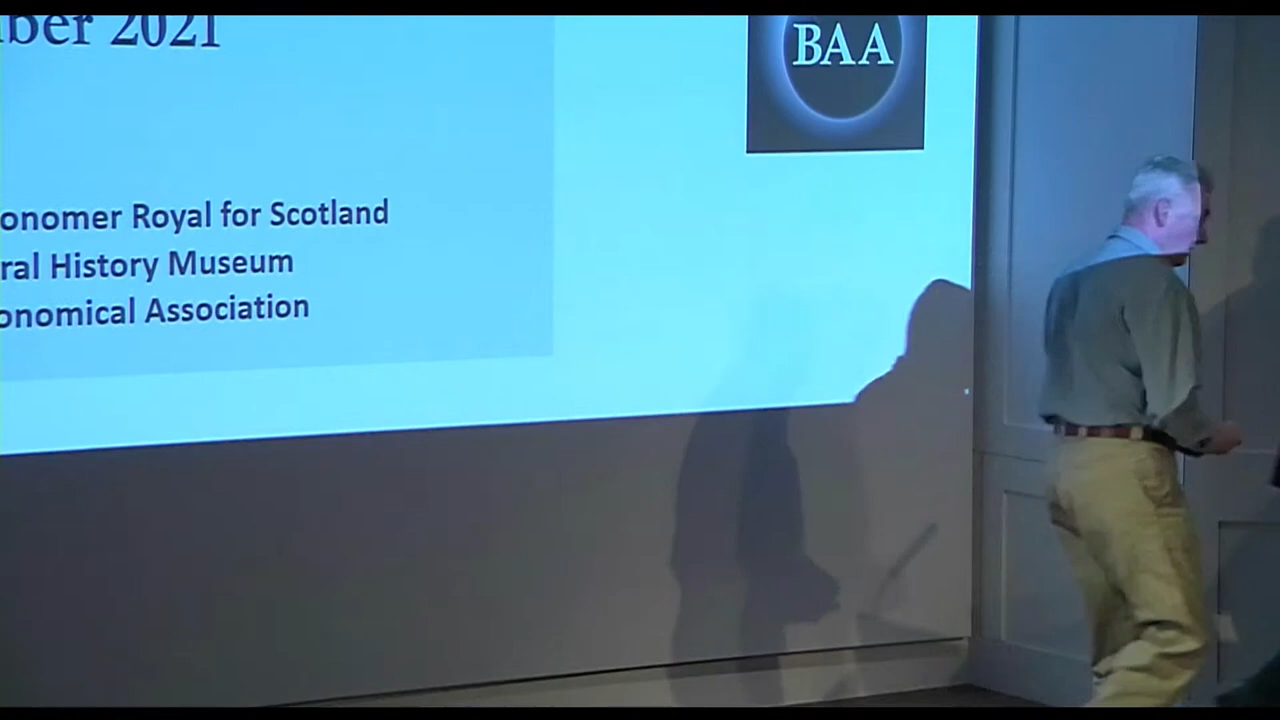 ber 2021
BAA
onomer Royal for Scotland
ral History Museum
onomical Association